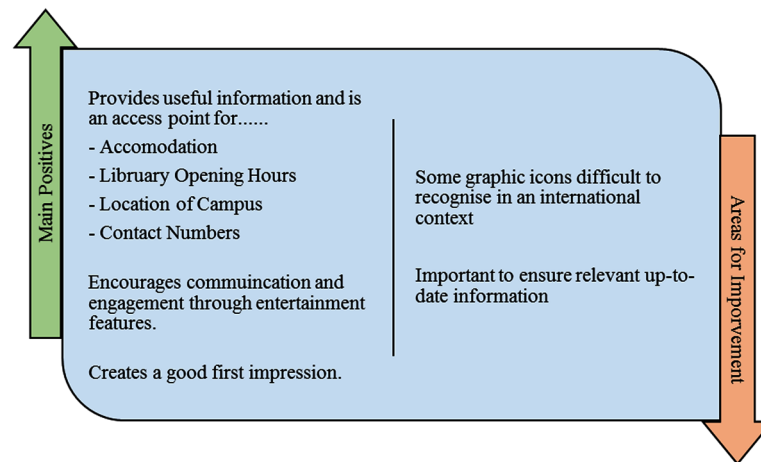 Main Positives
Provides useful information and is
an access point for......
- Accomodation
- Libruary Opening Hours
- Location of Campus
- Contact Numbers
Encourages commuincation and
engagement through entertainment
features.
Creates a good first impression.
Some graphic icons difficult to
recognise in an international
context
Important to ensure relevant up-to-
date information
Areas for Imporvement